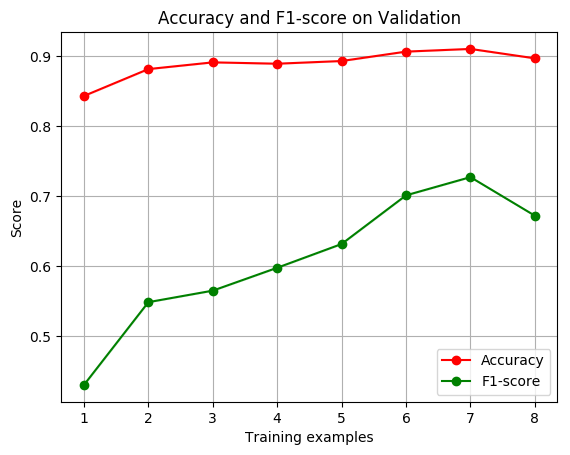 Accuracy and F1-score on Validation
Score
0.9
0.8
0.7
0.6
0.5
Accuracy
F1-score
1 2 3 4 5 6 7 8
Training examples